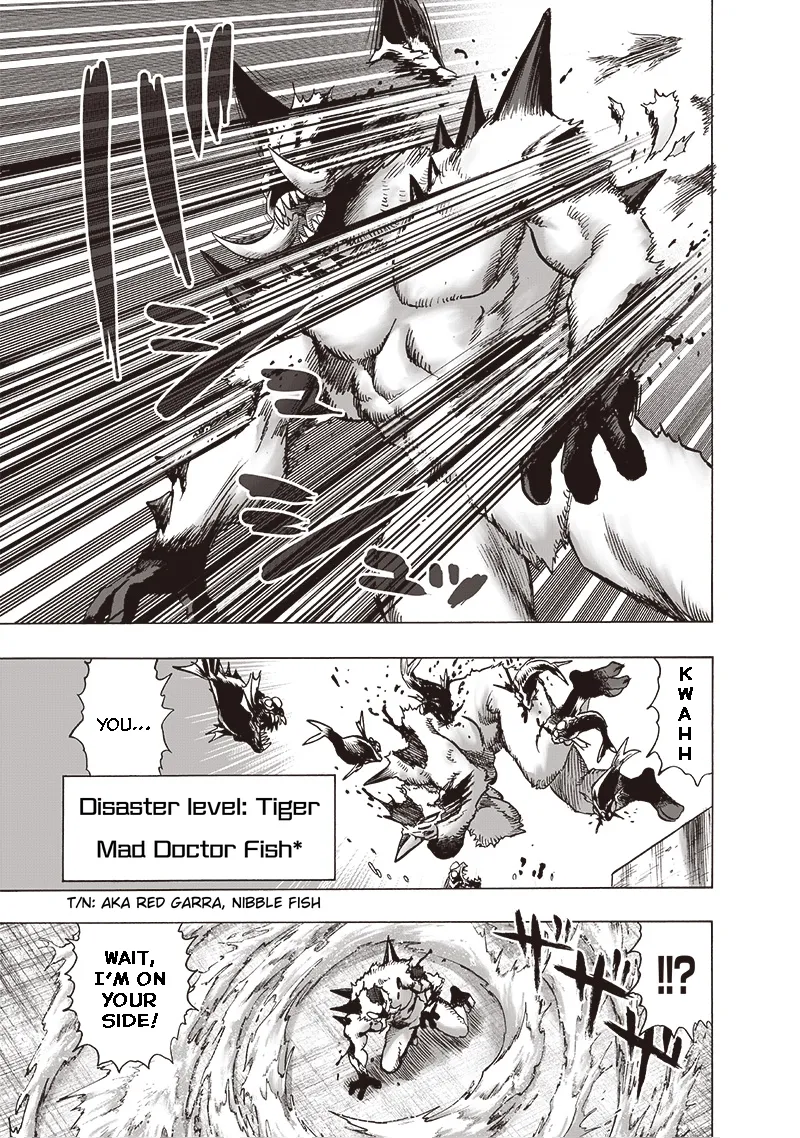 KWAHH
YOU...
Disaster level: Tiger
Mad Doctor Fish*
T/N: AKA RED GARRA, NIBBLE FISH
!!?
WAIT,
I'M ON
YOUR
SIDE!